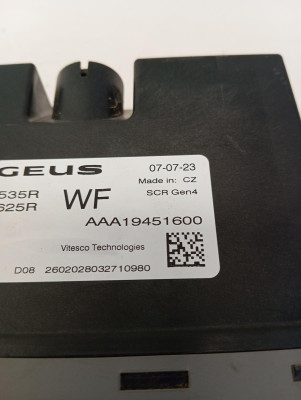 GEUS 07-07-23
Made in: CZ
535R WF SCR Gen4
625R
AAA19451600
Vitesco Technologies
D08 2602028032710980